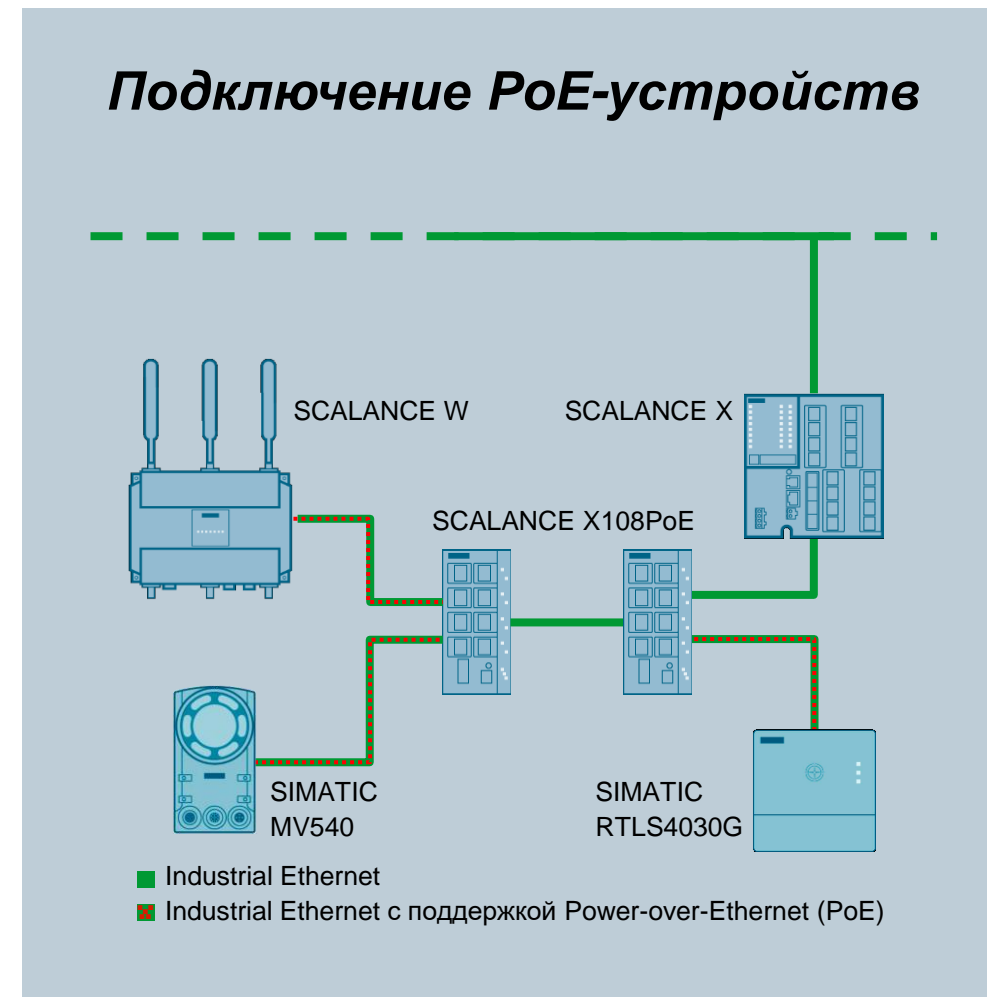 Подключение PoE-устройств
SCALANCE W
SCALANCE X
SCALANCE X108PoE
SIMATIC
MV540
SIMATIC
RTLS4030G
Industrial Ethernet
Industrial Ethernet с поддержкой Power-over-Ethernet (PoE)